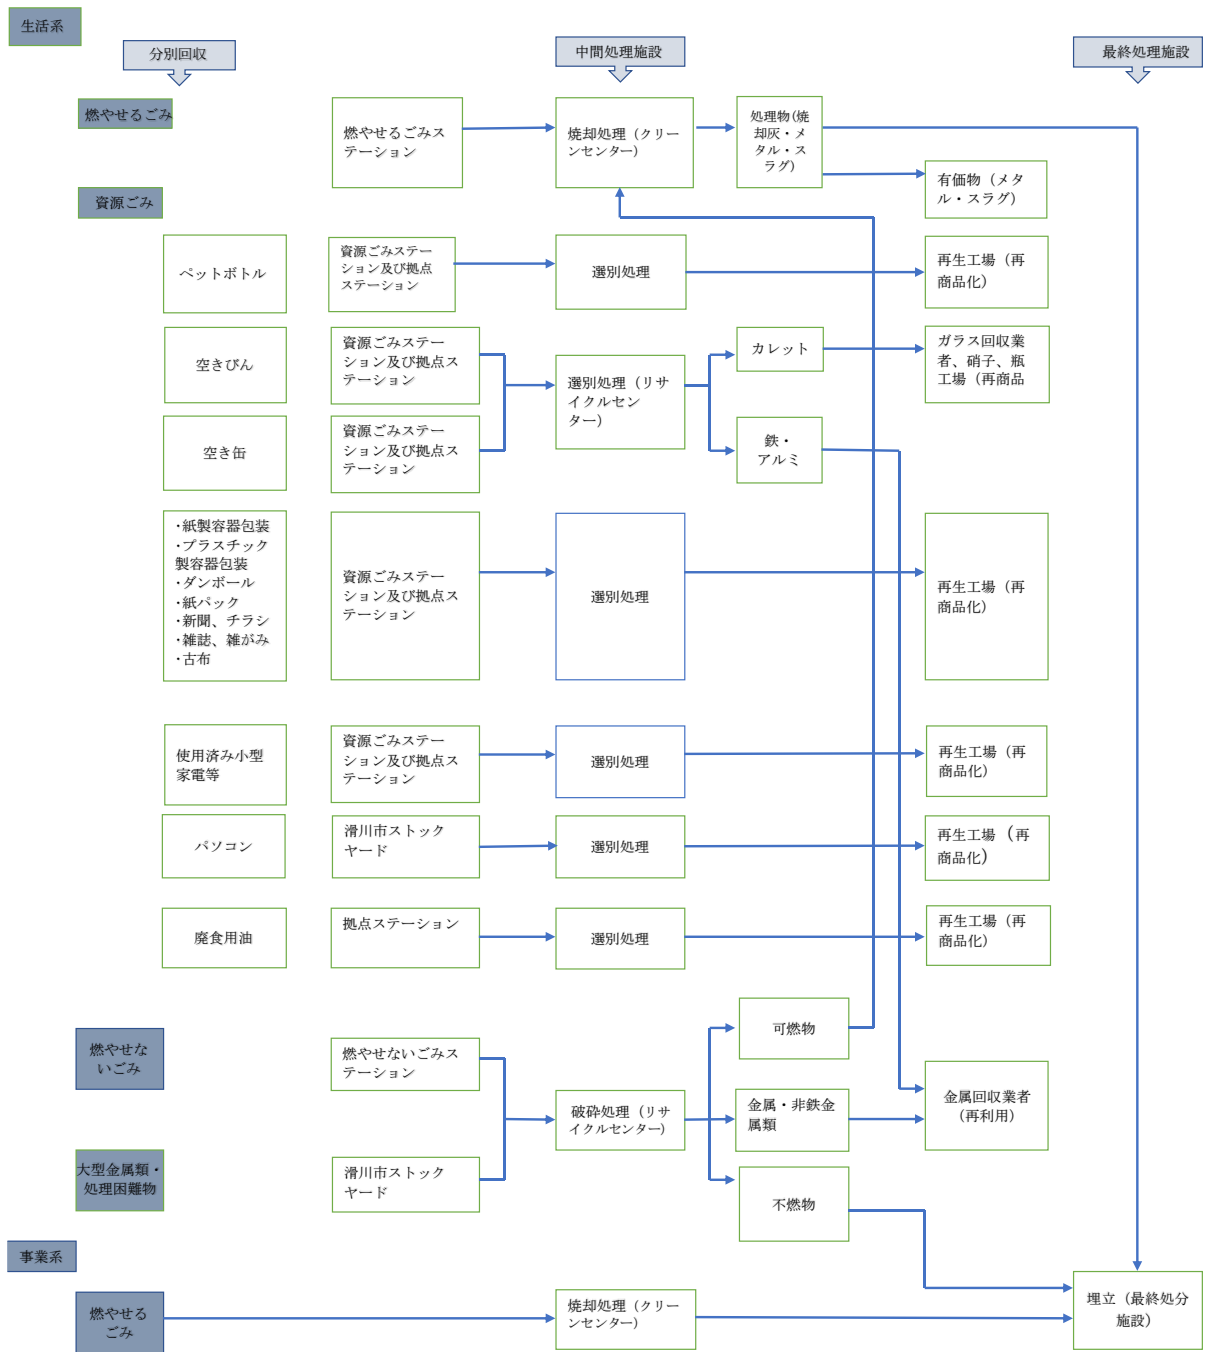 生活系
分別回収
中間処理施設
最終処理施設
燃やせるごみ
燃やせるごみス
テーション
焼却処理（クリー
ンセンター）
処理物(焼
却灰・メ
タル・ス
ラグ）
有価物（メタ
ル・スラグ）
資源ごみ
ペットボトル
資源ごみステー
ション及び拠点
ステーション
選別処理
再生工場（再
商品化）
空きびん
資源ごみステー
ション及び拠点ス
テーション
選別処理（リサ
イクルセン
ター）
カレット
ガラス回収業
者、硝子、瓶
工場（再商品
空き缶
資源ごみステー
ション及び拠点ス
テーション
鉄・
アルミ
・紙製容器包装
・プラスチック
製容器包装
・ダンボール
・紙パック
・新聞、チラシ
・雑誌、雑がみ
・古布
資源ごみステー
ション及び拠点ス
テーション
選別処理
再生工場（再
商品化）
使用済み小型
家電等
資源ごみステー
ション及び拠点ス
テーション
選別処理
再生工場（再
商品化）
パソコン
滑川市ストック
ヤード
選別処理
再生工場（再
商品化）
廃食用油
拠点ステーション
選別処理
再生工場（再
商品化）
燃やせな
いごみ
燃やせないごみス
テーション
破砕処理（リサ
イクルセンター）
可燃物
金属・非鉄金
属類
金属回収業者
（再利用）
大型金属類・
処理困難物
滑川市ストック
ヤード
不燃物
事業系
燃やせる
ごみ
焼却処理（クリー
ンセンター）
埋立（最終処分
施設）